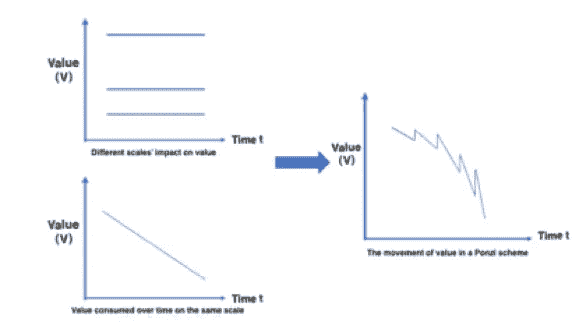 Value
(V)
Time t
Different scales' impact on value
Value
(V)
Time t
Value consumed over time on the same scale
Value
(V)
Time t
The movement of value in a Ponzi scheme